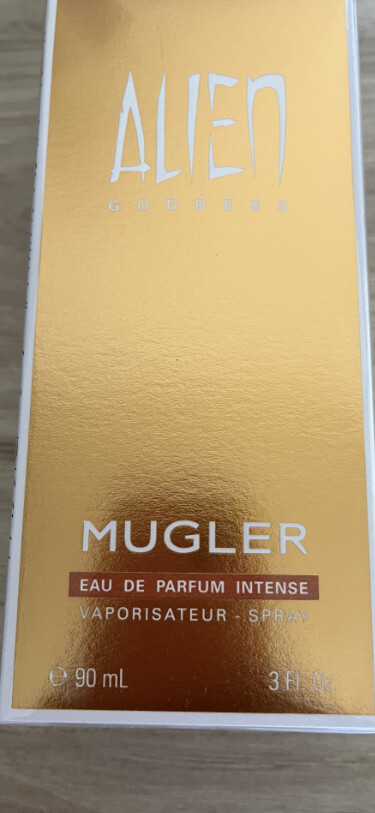 ALIEN
GODDESS
MUGLER
EAU DE PARFUM INTENSE
VAPORISATEUR - SPRAY
℮ 90 mL
3 Fl. Oz.